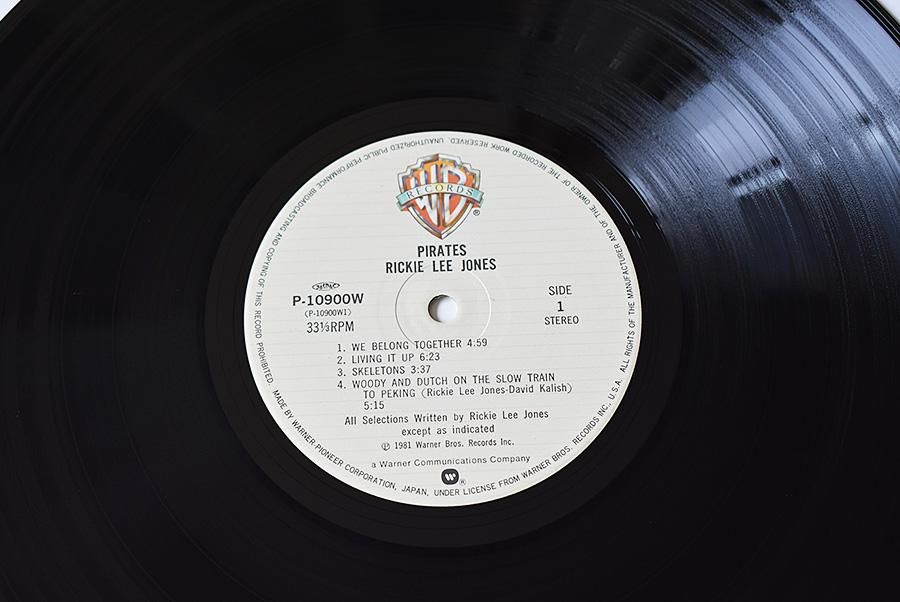 WB
RECORDS
®
PIRATES
RICKIE LEE JONES
P-10900W
(P-10900W1)
33⅓RPM
SIDE
1
STEREO
1. WE BELONG TOGETHER 4:59
2. LIVING IT UP 6:23
3. SKELETONS 3:37
4. WOODY AND DUTCH ON THE SLOW TRAIN
TO PEKING (Rickie Lee Jones-David Kalish)
5:15
All Selections Written by Rickie Lee Jones
except as indicated
℗ 1981 Warner Bros. Records Inc.
a Warner Communications Company
®
MADE BY WARNER-PIONEER CORPORATION, JAPAN, UNDER LICENSE FROM WARNER BROS. RECORDS INC., U.S.A. ALL RIGHTS OF THE MANUFACTURER AND OF THE OWNER OF THE RECORDED WORK RESERVED. UNAUTHORIZED PUBLIC PERFORMANCE BROADCASTING AND COPYING OF THIS RECORD PROHIBITED.